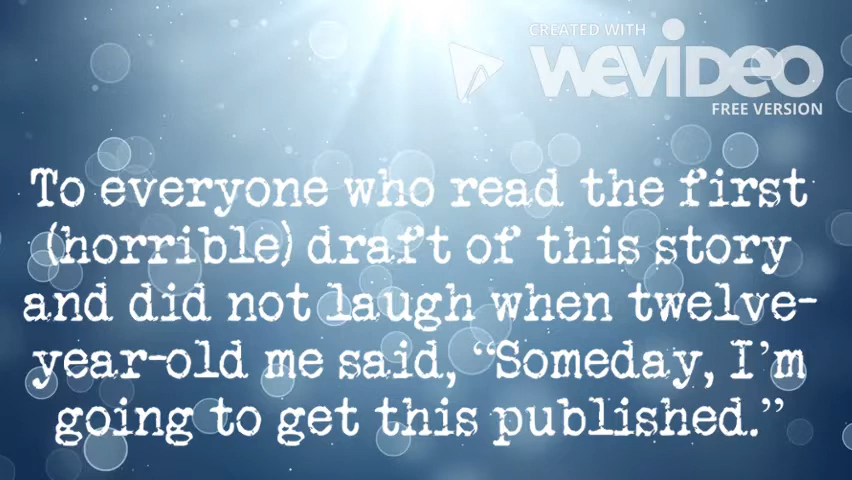 CREATED WITH
WEVIDEO
FREE VERSION
To everyone who read the first
(horrible) draft of this story
and did not laugh when twelve-
year-old me said, “Someday, I’m
going to get this published.”